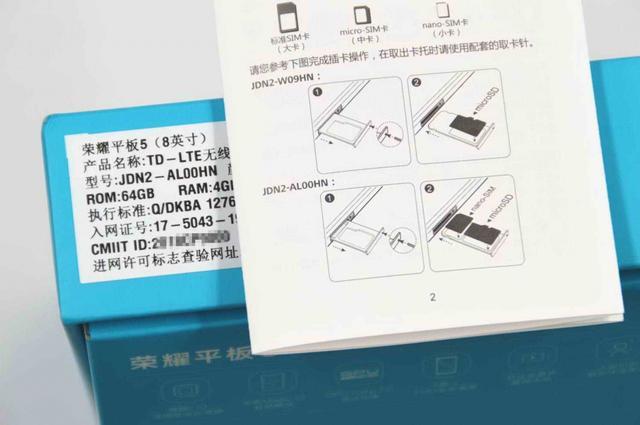 标准SIM卡
（大卡）
micro-SIM卡
（中卡）
nano-SIM卡
（小卡）
请您参考下图完成插卡操作，在取出卡托时请使用配套的取卡针。
JDN2-W09HN：
1
2
microSD
JDN2-AL00HN：
1
2
nano-SIM
microSD
2
荣耀平板5（8英寸）
产品名称:TD-LTE无线
型号:JDN2-AL00HN
ROM:64GB RAM:4G
执行标准:Q/DKBA 1276
入网证号:17-5043-19
CMIIT ID:
进网许可标志查验网址
荣耀平板